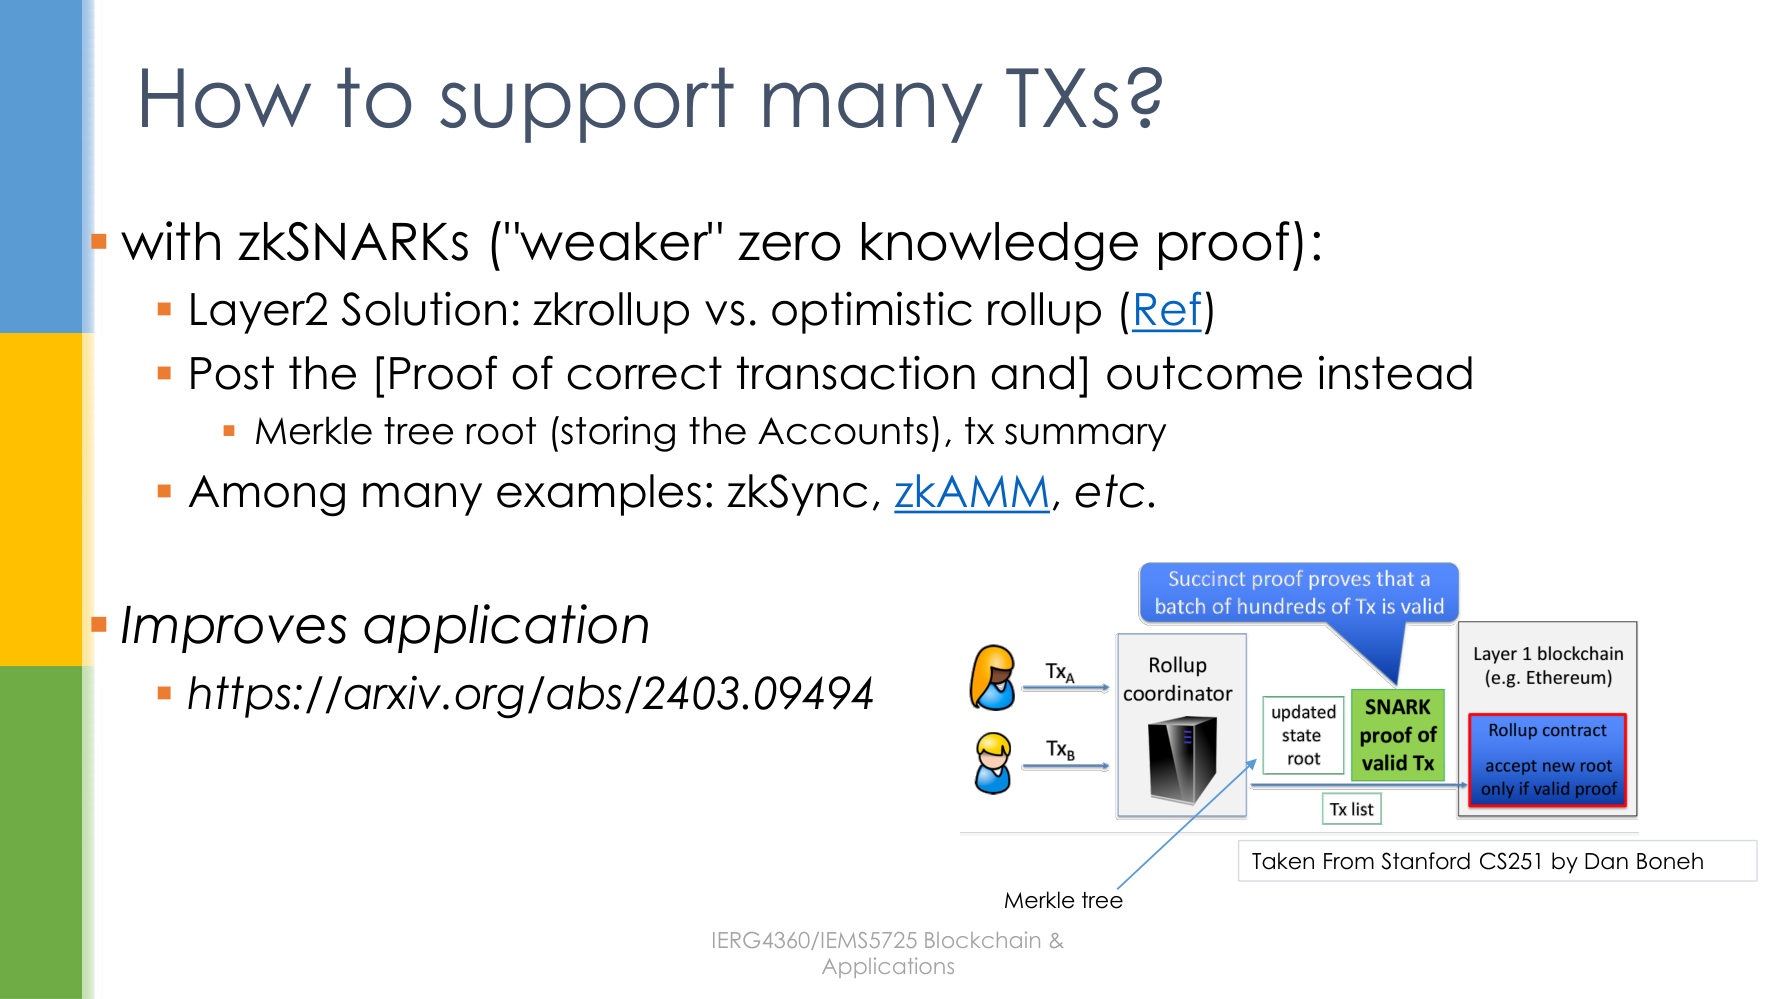 How to support many TXs?
with zkSNARKs ("weaker" zero knowledge proof):
Layer2 Solution: zkrollup vs. optimistic rollup (Ref)
Post the [Proof of correct transaction and] outcome instead
Merkle tree root (storing the Accounts), tx summary
Among many examples: zkSync, zkAMM, etc.
Improves application
https://arxiv.org/abs/2403.09494
Succinct proof proves that a
batch of hundreds of Tx is valid
TxA
TxB
Rollup
coordinator
updated
state
root
SNARK
proof of
valid Tx
Tx list
Layer 1 blockchain
(e.g. Ethereum)
Rollup contract
accept new root
only if valid proof
Taken From Stanford CS251 by Dan Boneh
Merkle tree
IERG4360/IEMS5725 Blockchain &
Applications